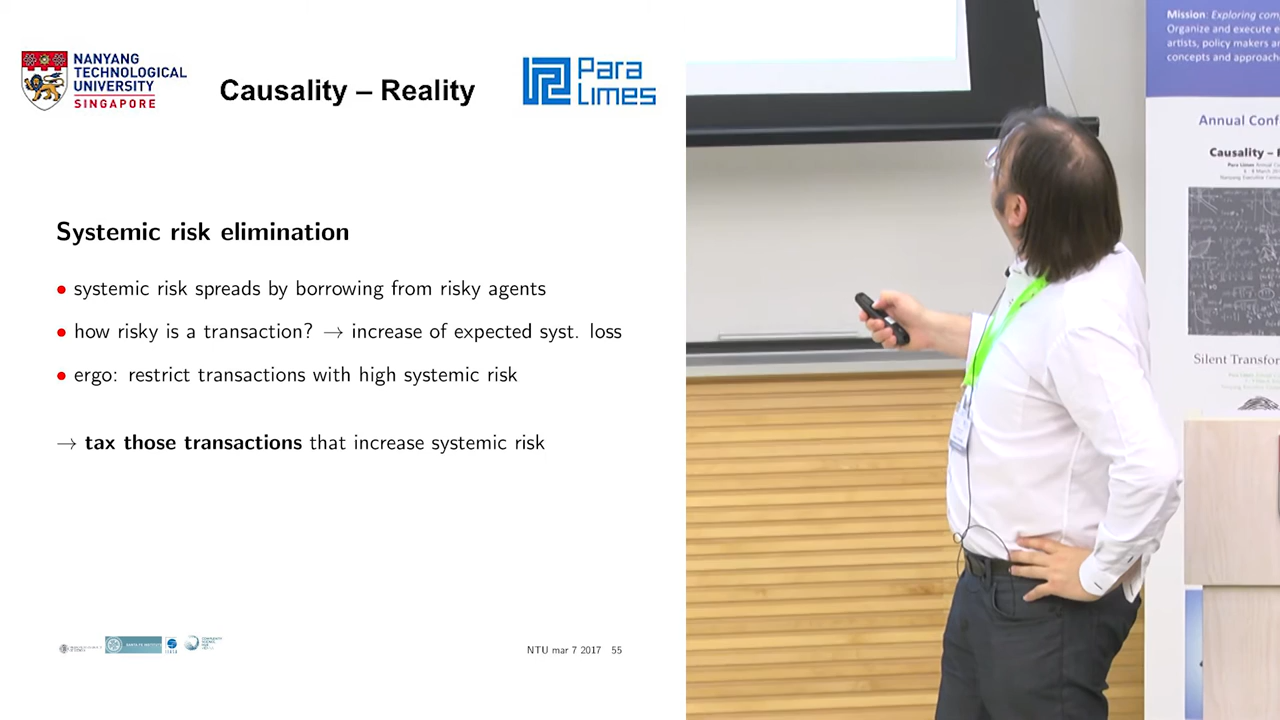 NANYANG
TECHNOLOGICAL
UNIVERSITY
SINGAPORE
Causality – Reality
Para
Limes
Systemic risk elimination
• systemic risk spreads by borrowing from risky agents
• how risky is a transaction? → increase of expected syst. loss
• ergo: restrict transactions with high systemic risk
→ tax those transactions that increase systemic risk
NTU mar 7 2017 55
Mission: Exploring com
Organize and execute e
artists, policy makers a
concepts and approach
Annual Conf
Causality –
Silent Transfo